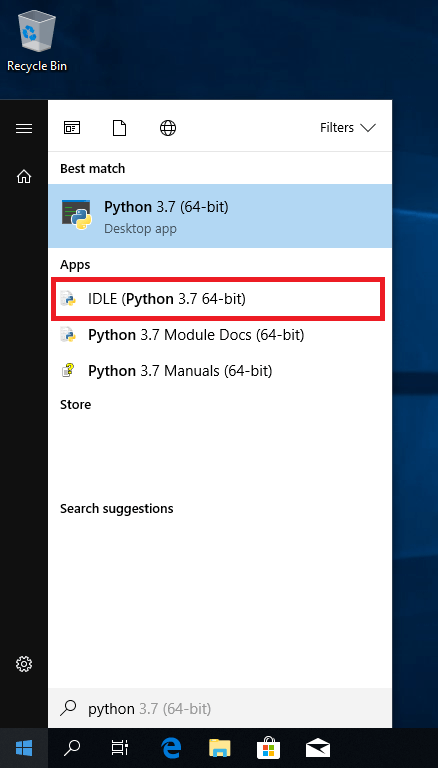 Recycle Bin
Filters
Best match
Python 3.7 (64-bit)
Desktop app
Apps
IDLE (Python 3.7 64-bit)
Python 3.7 Module Docs (64-bit)
Python 3.7 Manuals (64-bit)
Store
Search suggestions
python 3.7 (64-bit)